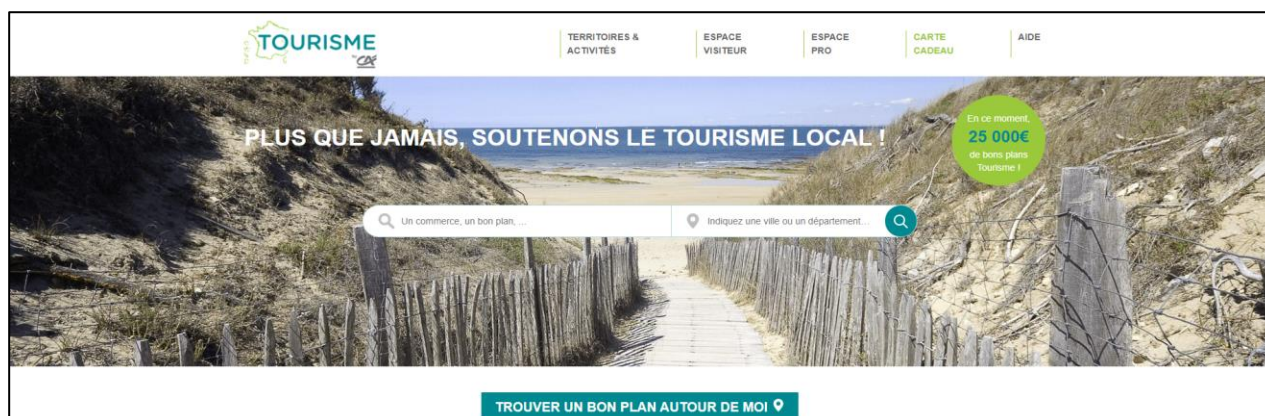 TOURISME
by CA
TERRITOIRES &
ACTIVITÉS
ESPACE
VISITEUR
ESPACE
PRO
CARTE
CADEAU
AIDE
PLUS QUE JAMAIS, SOUTENONS LE TOURISME LOCAL !
En ce moment,
25 000€
de bons plans
Tourisme !
Un commerce, un bon plan, ...
Indiquez une ville ou un département...
TROUVER UN BON PLAN AUTOUR DE MOI